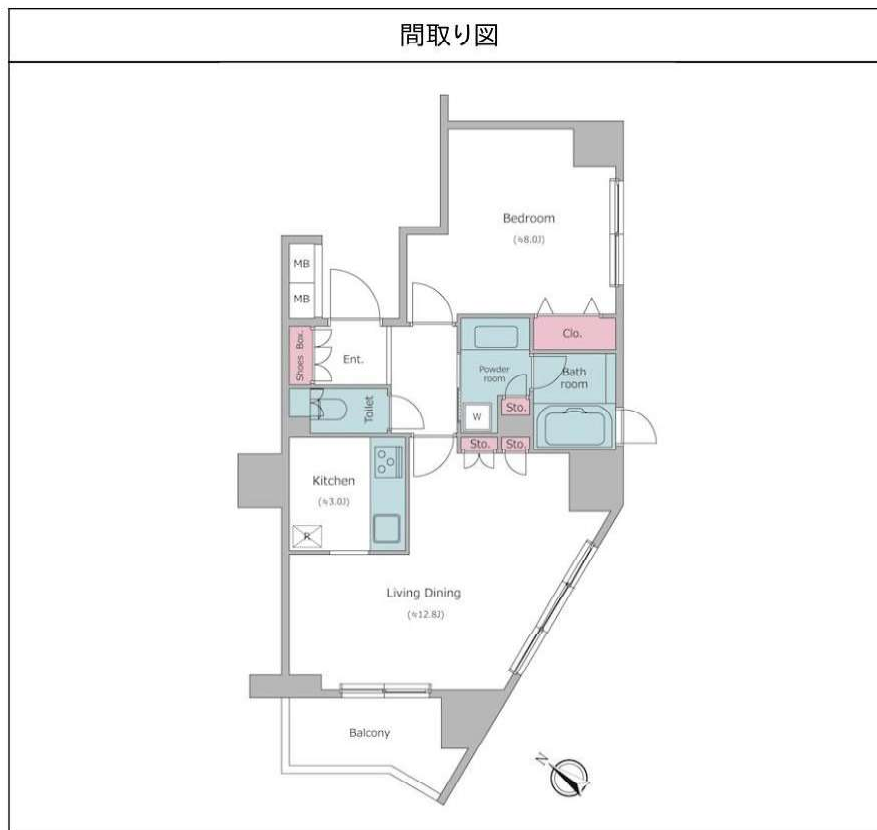 間取り図
Bedroom
(≒8.0J)
MB
MB
Clo.
Shoes Box.
Ent.
Powder
room
Bath
room
Toilet
W
Sto.
Sto.
Sto.
Kitchen
(≒3.0J)
R
Living Dining
(≒12.8J)
Balcony
N